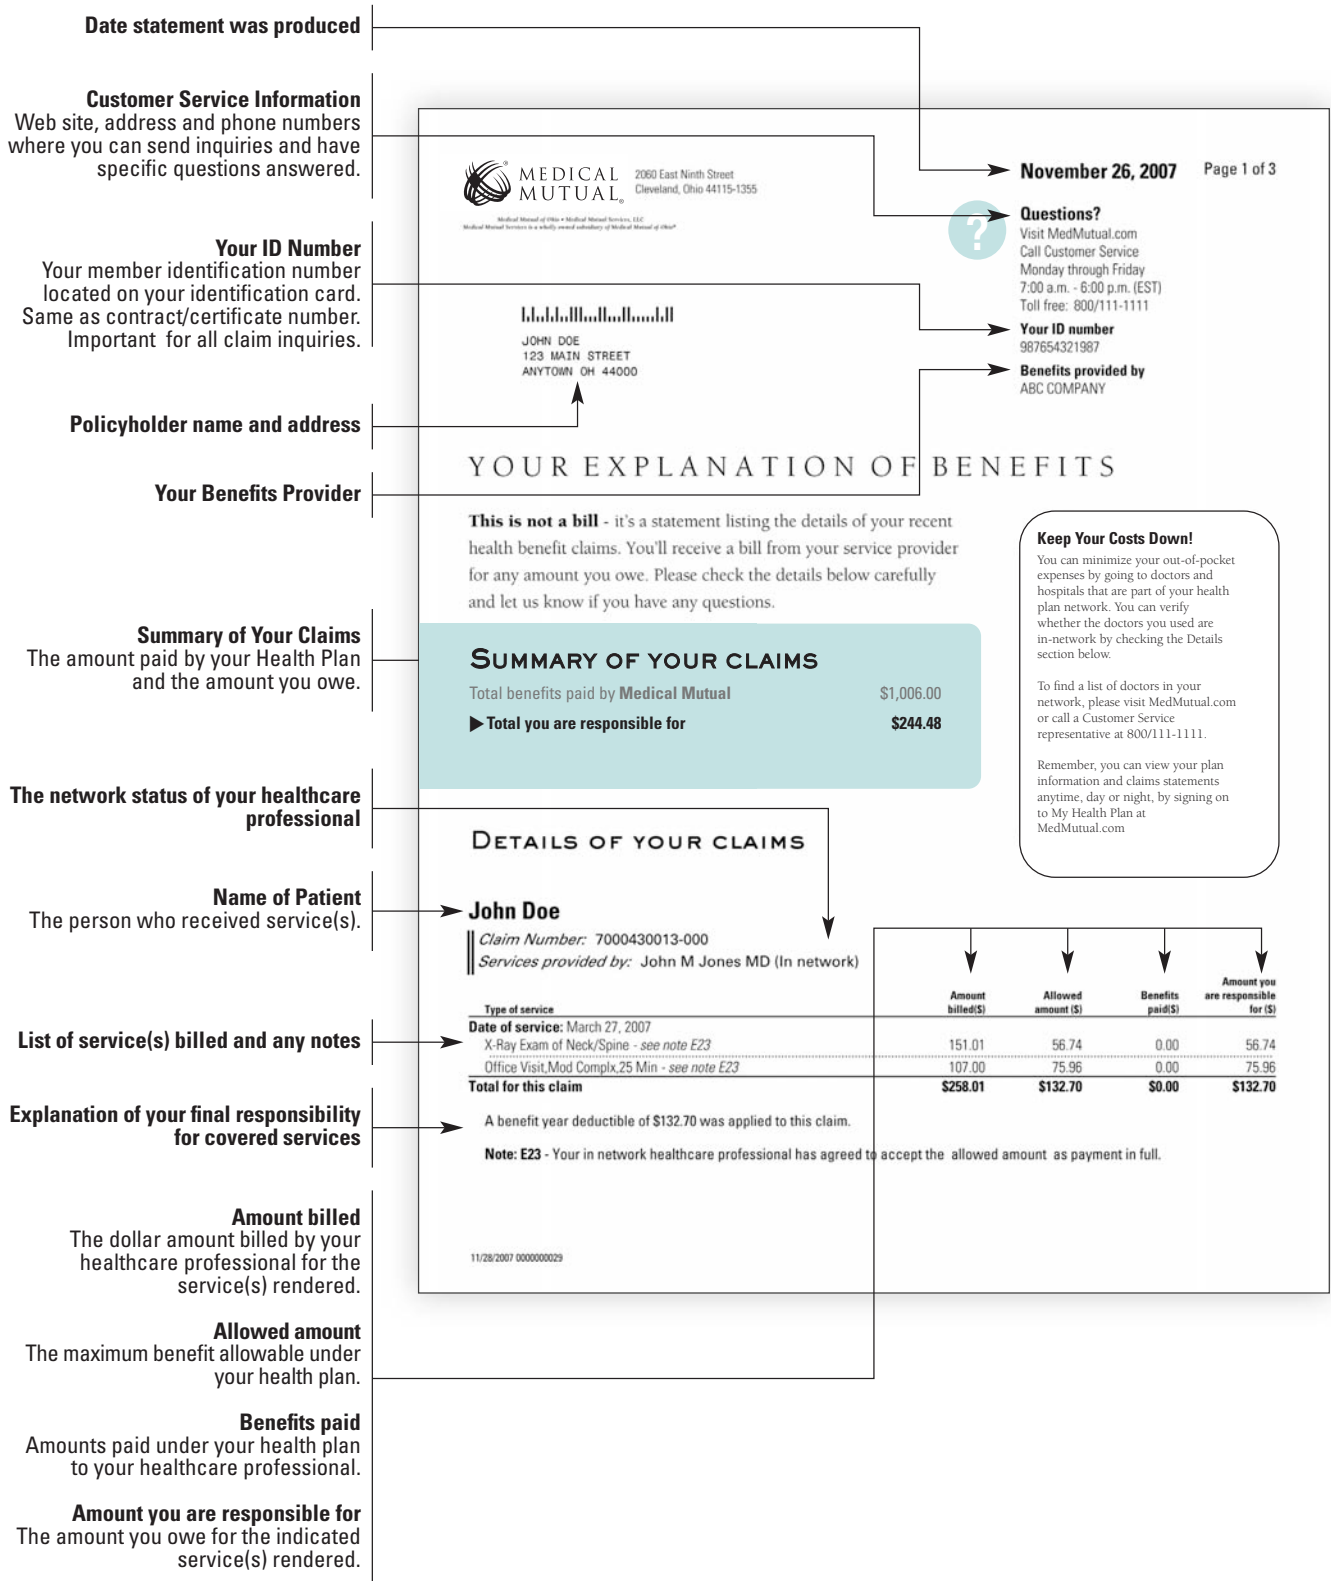 Date statement was produced
Customer Service Information
Web site, address and phone numbers
where you can send inquiries and have
specific questions answered.
Your ID Number
Your member identification number
located on your identification card.
Same as contract/certificate number.
Important for all claim inquiries.
Policyholder name and address
Your Benefits Provider
Summary of Your Claims
The amount paid by your Health Plan
and the amount you owe.
The network status of your healthcare
professional
Name of Patient
The person who received service(s).
List of service(s) billed and any notes
Explanation of your final responsibility
for covered services
Amount billed
The dollar amount billed by your
healthcare professional for the
service(s) rendered.
Allowed amount
The maximum benefit allowable under
your health plan.
Benefits paid
Amounts paid under your health plan
to your healthcare professional.
Amount you are responsible for
The amount you owe for the indicated
service(s) rendered.
MEDICAL
MUTUAL®
2060 East Ninth Street
Cleveland, Ohio 44115-1355
Medical Mutual of Ohio • Medical Mutual Services, LLC
Medical Mutual Services is a wholly owned subsidiary of Medical Mutual of Ohio®
November 26, 2007 Page 1 of 3
?
Questions?
Visit MedMutual.com
Call Customer Service
Monday through Friday
7:00 a.m. - 6:00 p.m. (EST)
Toll free: 800/111-1111
Your ID number
987654321987
Benefits provided by
ABC COMPANY
JOHN DOE
123 MAIN STREET
ANYTOWN OH 44000
YOUR EXPLANATION OF BENEFITS
This is not a bill - it's a statement listing the details of your recent
health benefit claims. You'll receive a bill from your service provider
for any amount you owe. Please check the details below carefully
and let us know if you have any questions.
Keep Your Costs Down!
You can minimize your out-of-pocket
expenses by going to doctors and
hospitals that are part of your health
plan network. You can verify
whether the doctors you used are
in-network by checking the Details
section below.
To find a list of doctors in your
network, please visit MedMutual.com
or call a Customer Service
representative at 800/111-1111.
Remember, you can view your plan
information and claims statements
anytime, day or night, by signing on
to My Health Plan at
MedMutual.com
SUMMARY OF YOUR CLAIMS
Total benefits paid by Medical Mutual $1,006.00
▶Total you are responsible for $244.48
DETAILS OF YOUR CLAIMS
John Doe
Claim Number: 7000430013-000
Services provided by: John M Jones MD (In network)
Type of service Amount billed($) Allowed amount ($) Benefits paid($) Amount you are responsible for ($)
Date of service: March 27, 2007
X-Ray Exam of Neck/Spine - see note E23 151.01 56.74 0.00 56.74
Office Visit,Mod Complx,25 Min - see note E23 107.00 75.96 0.00 75.96
Total for this claim $258.01 $132.70 $0.00 $132.70
A benefit year deductible of $132.70 was applied to this claim.
Note: E23 - Your in network healthcare professional has agreed to accept the allowed amount as payment in full.
11/28/2007 0000000029